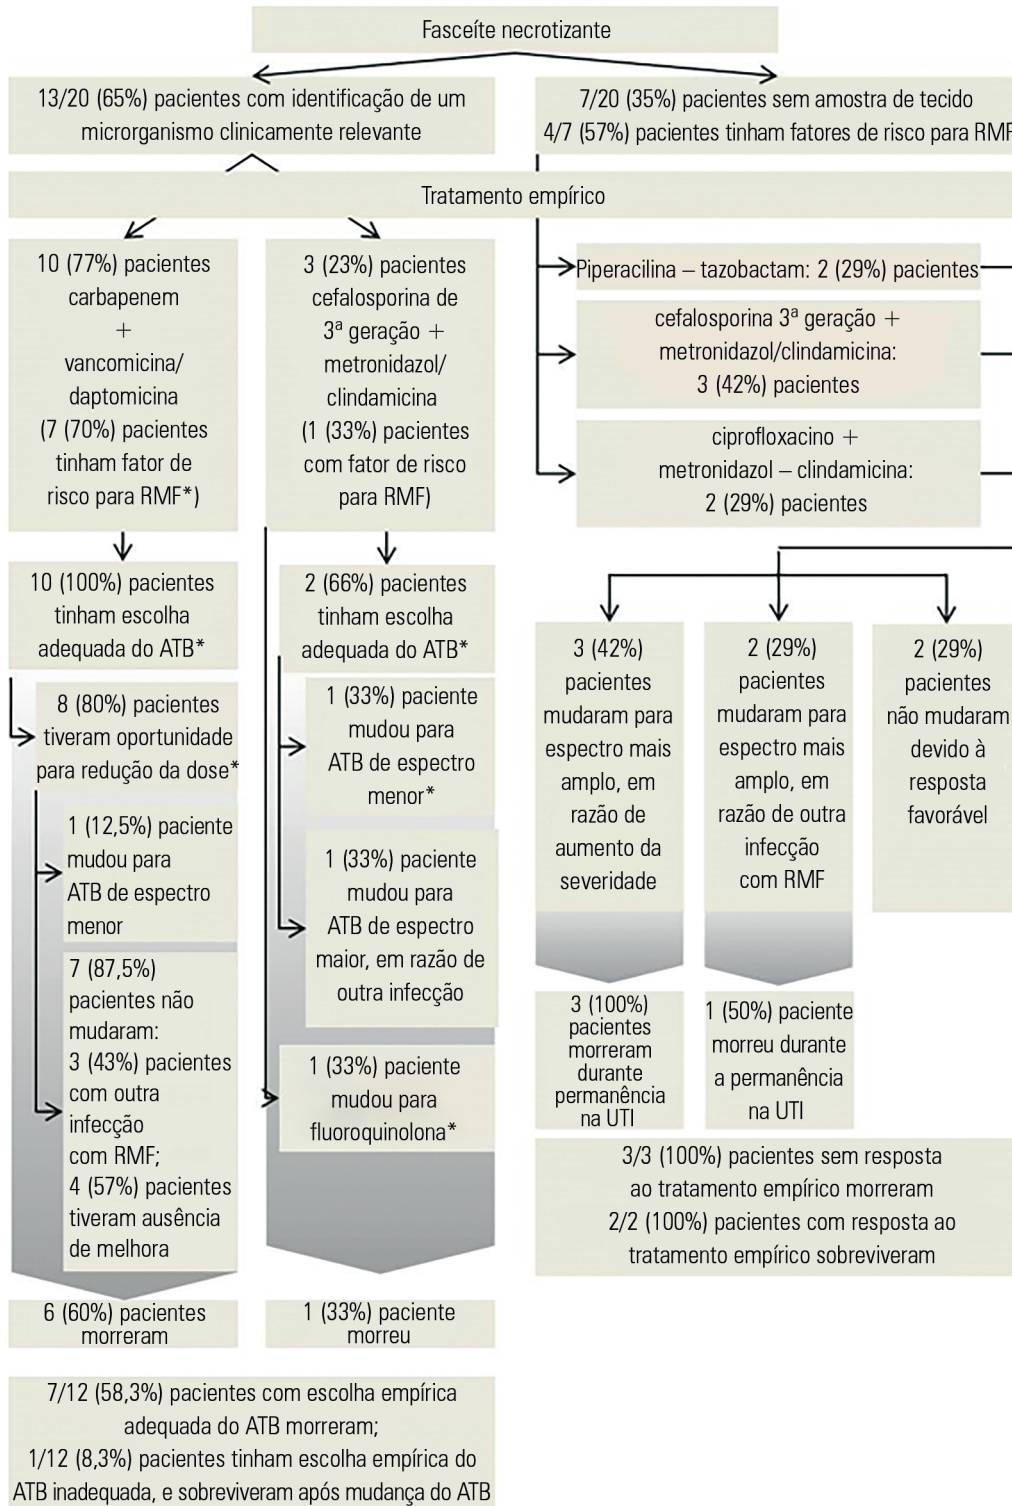 Fasceíte necrotizante
13/20 (65%) pacientes com identificação de um
microrganismo clinicamente relevante
7/20 (35%) pacientes sem amostra de tecido
4/7 (57%) pacientes tinham fatores de risco para RMF
Tratamento empírico
10 (77%) pacientes
carbapenem
+
vancomicina/
daptomicina
(7 (70%) pacientes
tinham fator de
risco para RMF*)
3 (23%) pacientes
cefalosporina de
3ª geração +
metronidazol/
clindamicina
(1 (33%) pacientes
com fator de risco
para RMF)
Piperacilina – tazobactam: 2 (29%) pacientes
cefalosporina 3ª geração +
metronidazol/clindamicina:
3 (42%) pacientes
ciprofloxacino +
metronidazol – clindamicina:
2 (29%) pacientes
10 (100%) pacientes
tinham escolha
adequada do ATB*
8 (80%) pacientes
tiveram oportunidade
para redução da dose*
1 (12,5%) paciente
mudou para
ATB de espectro
menor
7 (87,5%)
pacientes não
mudaram:
3 (43%) pacientes
com outra
infecção
com RMF;
4 (57%) pacientes
tiveram ausência
de melhora
6 (60%) pacientes
morreram
2 (66%) pacientes
tinham escolha
adequada do ATB*
1 (33%) paciente
mudou para
ATB de espectro
menor*
1 (33%) paciente
mudou para
ATB de espectro
maior, em razão de
outra infecção
1 (33%) paciente
mudou para
fluoroquinolona*
1 (33%) paciente
morreu
3 (42%)
pacientes
mudaram para
espectro mais
amplo, em
razão de
aumento da
severidade
2 (29%)
pacientes
mudaram para
espectro mais
amplo, em
razão de outra
infecção
com RMF
2 (29%)
pacientes
não mudaram
devido à
resposta
favorável
3 (100%)
pacientes
morreram
durante
permanência
na UTI
1 (50%) paciente
morreu durante
a permanência
na UTI
3/3 (100%) pacientes sem resposta
ao tratamento empírico morreram
2/2 (100%) pacientes com resposta ao
tratamento empírico sobreviveram
7/12 (58,3%) pacientes com escolha empírica
adequada do ATB morreram;
1/12 (8,3%) pacientes tinham escolha empírica do
ATB inadequada, e sobreviveram após mudança do ATB